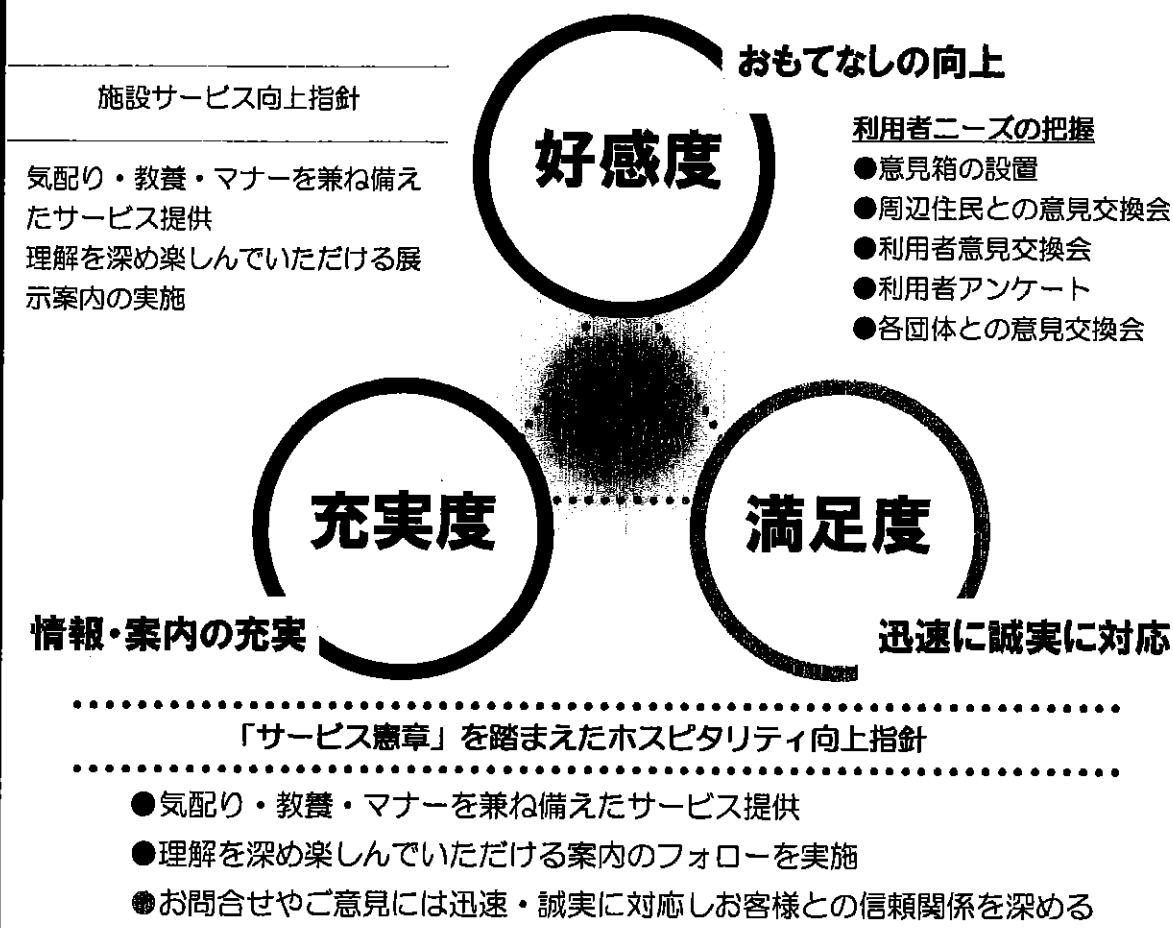 おもてなしの向上
施設サービス向上指針
好感度
利用者ニーズの把握
●意見箱の設置
●周辺住民との意見交換会
●利用者意見交換会
●利用者アンケート
●各団体との意見交換会
気配り・教養・マナーを兼ね備え
たサービス提供
理解を深め楽しんでいただける展
示案内の実施
充実度
満足度
情報・案内の充実
迅速に誠実に対応
「サービス憲章」を踏まえたホスピタリティ向上指針
●気配り・教養・マナーを兼ね備えたサービス提供
●理解を深め楽しんでいただける案内のフォローを実施
●お問合せやご意見には迅速・誠実に対応しお客様との信頼関係を深める